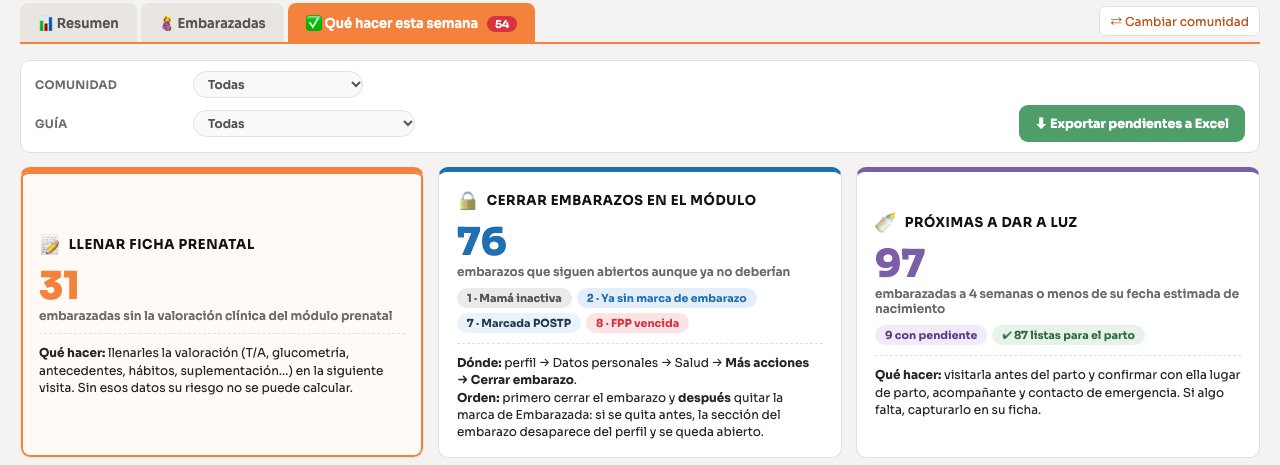 Resumen
Embarazadas
Qué hacer esta semana 54
⇄ Cambiar comunidad
COMUNIDAD
Todas
GUÍA
Todas
⬇ Exportar pendientes a Excel
LLENAR FICHA PRENATAL
31
embarazadas sin la valoración clínica del módulo prenatal
Qué hacer: llenarles la valoración (T/A, glucometría,
antecedentes, hábitos, suplementación...) en la siguiente
visita. Sin esos datos su riesgo no se puede calcular.
CERRAR EMBARAZOS EN EL MÓDULO
76
embarazos que siguen abiertos aunque ya no deberían
1 · Mamá inactiva
2 · Ya sin marca de embarazo
7 · Marcada POSTP
8 · FPP vencida
Dónde: perfil → Datos personales → Salud → Más acciones
→ Cerrar embarazo.
Orden: primero cerrar el embarazo y después quitar la
marca de Embarazada: si se quita antes, la sección del
embarazo desaparece del perfil y se queda abierto.
PRÓXIMAS A DAR A LUZ
97
embarazadas a 4 semanas o menos de su fecha estimada de
nacimiento
9 con pendiente
✔ 87 listas para el parto
Qué hacer: visitarla antes del parto y confirmar con ella lugar
de parto, acompañante y contacto de emergencia. Si algo
falta, capturarlo en su ficha.